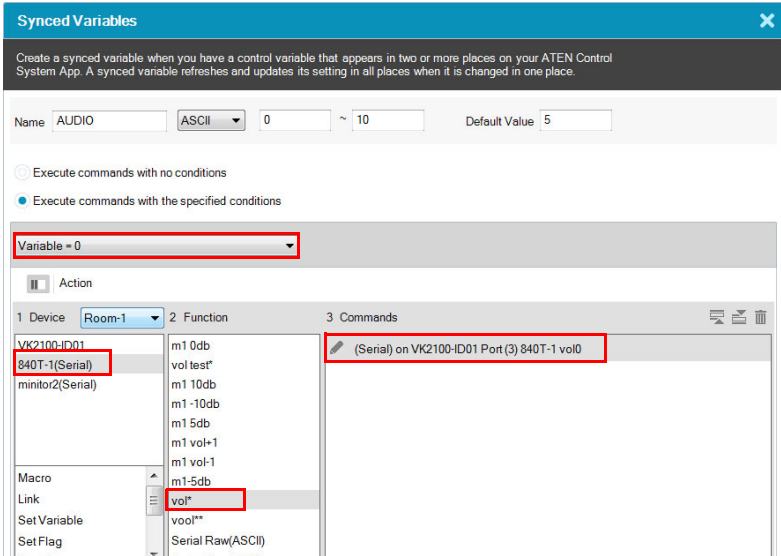 Synced Variables
Create a synced variable when you have a control variable that appears in two or more places on your ATEN Control
System App. A synced variable refreshes and updates its setting in all places when it is changed in one place.
Name AUDIO ASCII 0 ~ 10 Default Value 5
Execute commands with no conditions
Execute commands with the specified conditions
Variable = 0
Action
1 Device Room-1 2 Function 3 Commands
VK2100-ID01
840T-1(Serial)
minitor2(Serial)
Macro
Link
Set Variable
Set Flag
m1 0db
vol test*
m1 10db
m1 -10db
m1 5db
m1 vol+1
m1 vol-1
m1-5db
vol*
vool**
Serial Raw(ASCII)
(Serial) on VK2100-ID01 Port (3) 840T-1 vol0